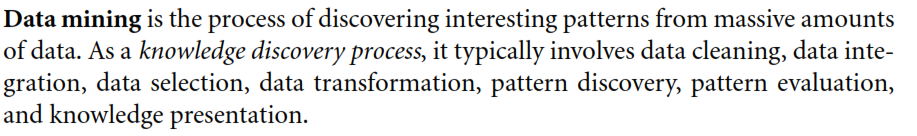 Data mining is the process of discovering interesting patterns from massive amounts
of data. As a knowledge discovery process, it typically involves data cleaning, data inte-
gration, data selection, data transformation, pattern discovery, pattern evaluation,
and knowledge presentation.